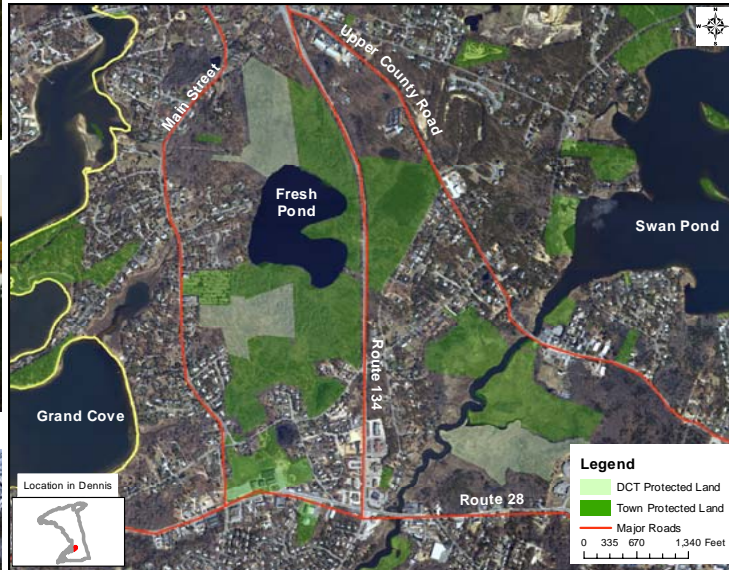 N
W
E
S
Main Street
Upper County Road
Fresh
Pond
Swan Pond
Route 134
Grand Cove
Route 28
Location in Dennis
Legend
DCT Protected Land
Town Protected Land
Major Roads
0 335 670 1,340 Feet